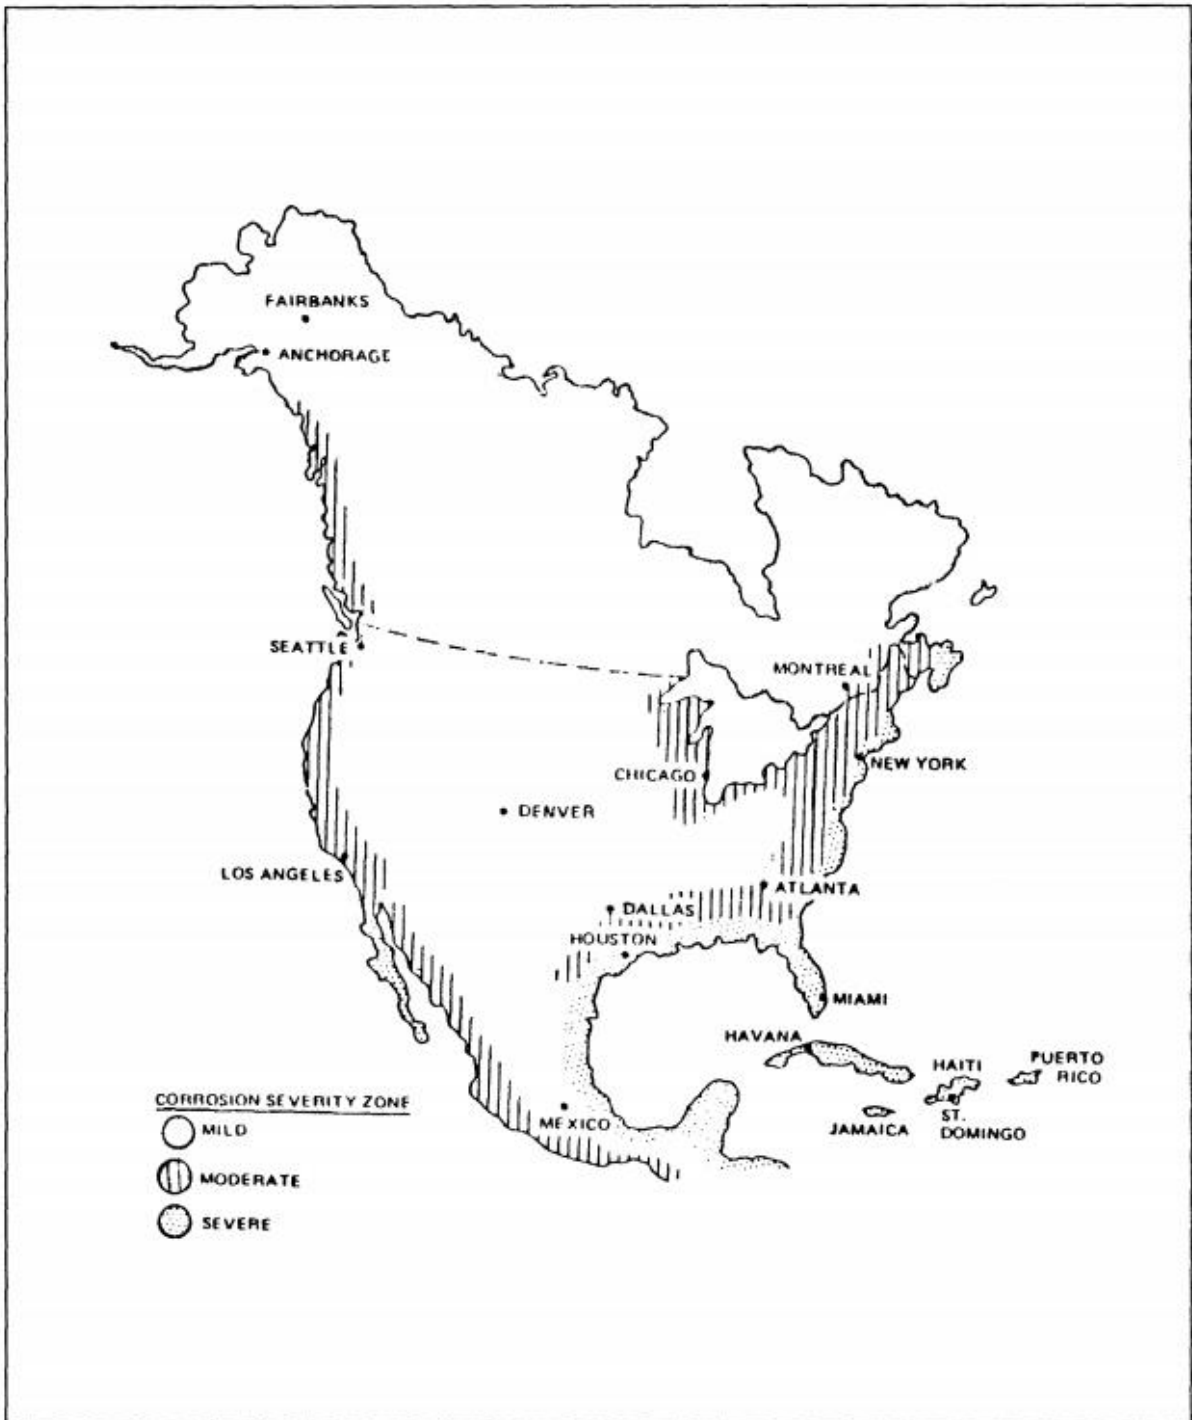 FAIRBANKS
ANCHORAGE
SEATTLE
MONTREAL
NEW YORK
CHICAGO
DENVER
LOS ANGELES
ATLANTA
DALLAS
HOUSTON
MIAMI
HAVANA
HAITI
PUERTO
RICO
JAMAICA
ST.
DOMINGO
MEXICO
CORROSION SEVERITY ZONE
MILD
MODERATE
SEVERE